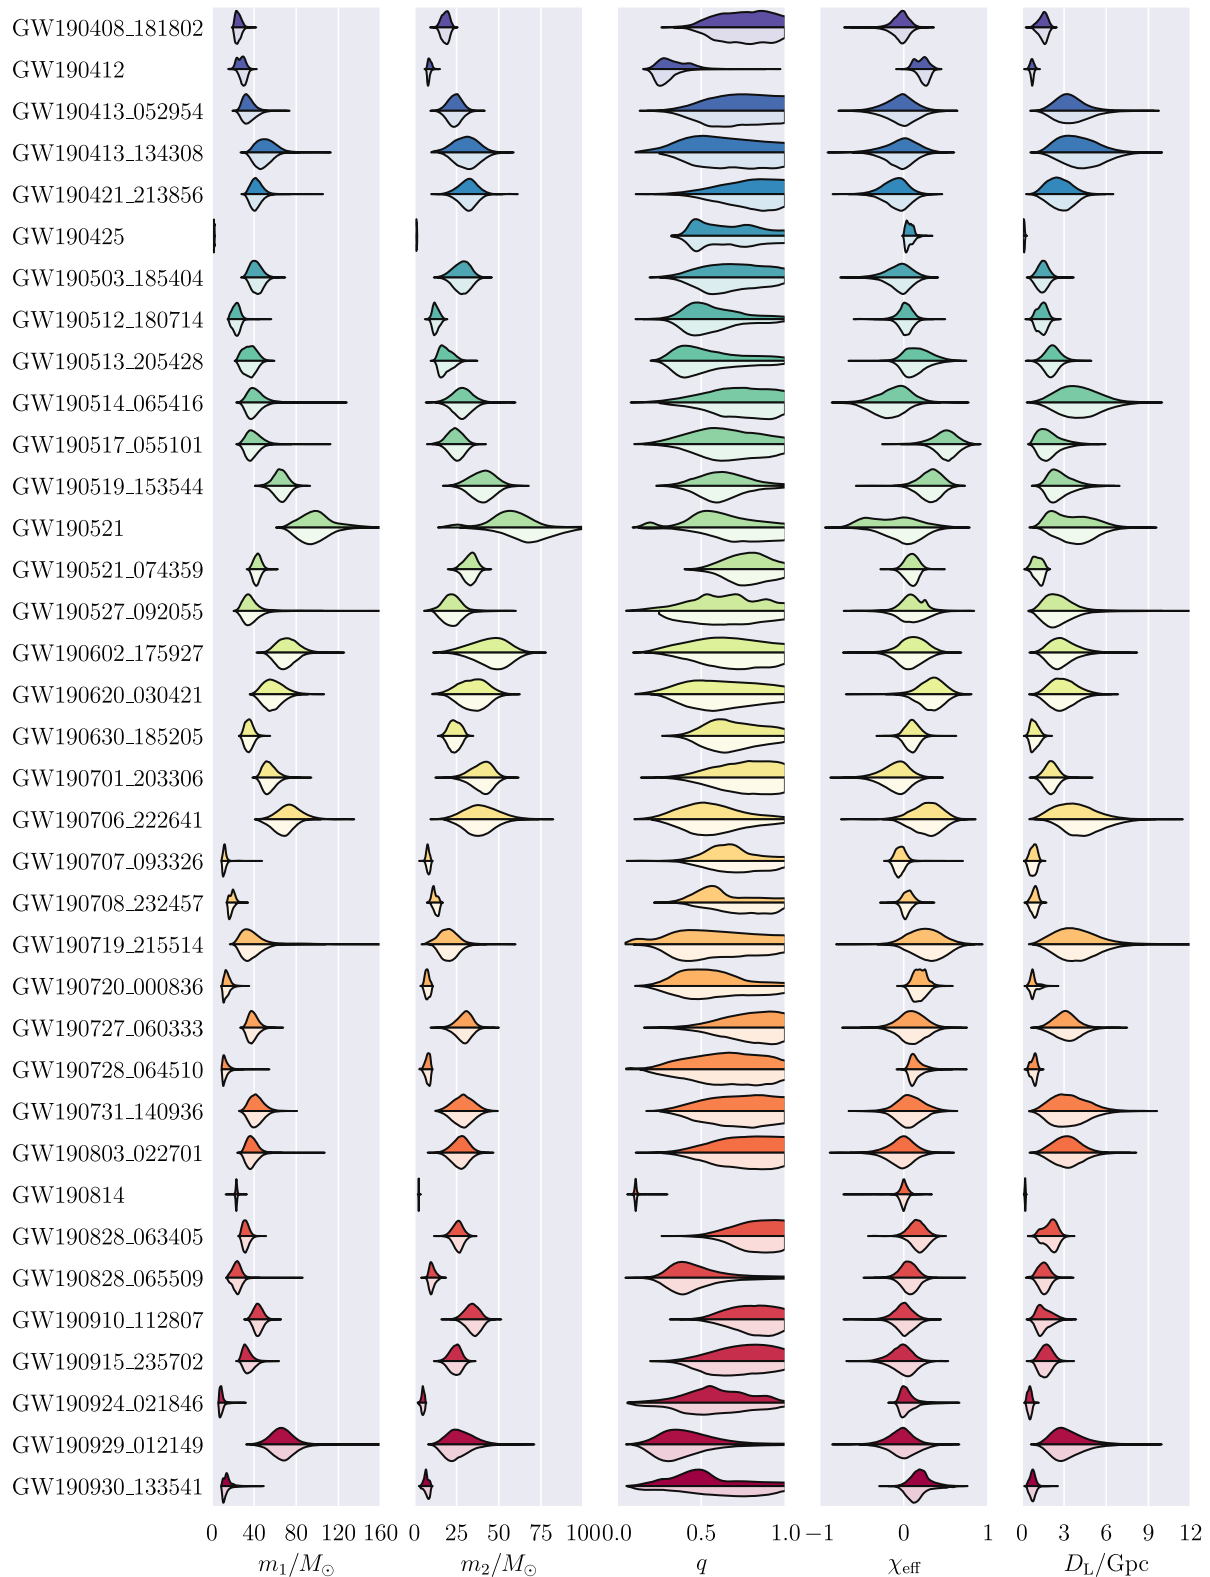 GW190408_181802
GW190412
GW190413_052954
GW190413_134308
GW190421_213856
GW190425
GW190503_185404
GW190512_180714
GW190513_205428
GW190514_065416
GW190517_055101
GW190519_153544
GW190521
GW190521_074359
GW190527_092055
GW190602_175927
GW190620_030421
GW190630_185205
GW190701_203306
GW190706_222641
GW190707_093326
GW190708_232457
GW190719_215514
GW190720_000836
GW190727_060333
GW190728_064510
GW190731_140936
GW190803_022701
GW190814
GW190828_063405
GW190828_065509
GW190910_112807
GW190915_235702
GW190924_021846
GW190929_012149
GW190930_133541
0 40 80 120 160 0 25 50 75 100 0.0 0.5 1.0 −1 0 1 0 3 6 9 12
m₁/M☉ m₂/M☉ q χeff DL/Gpc